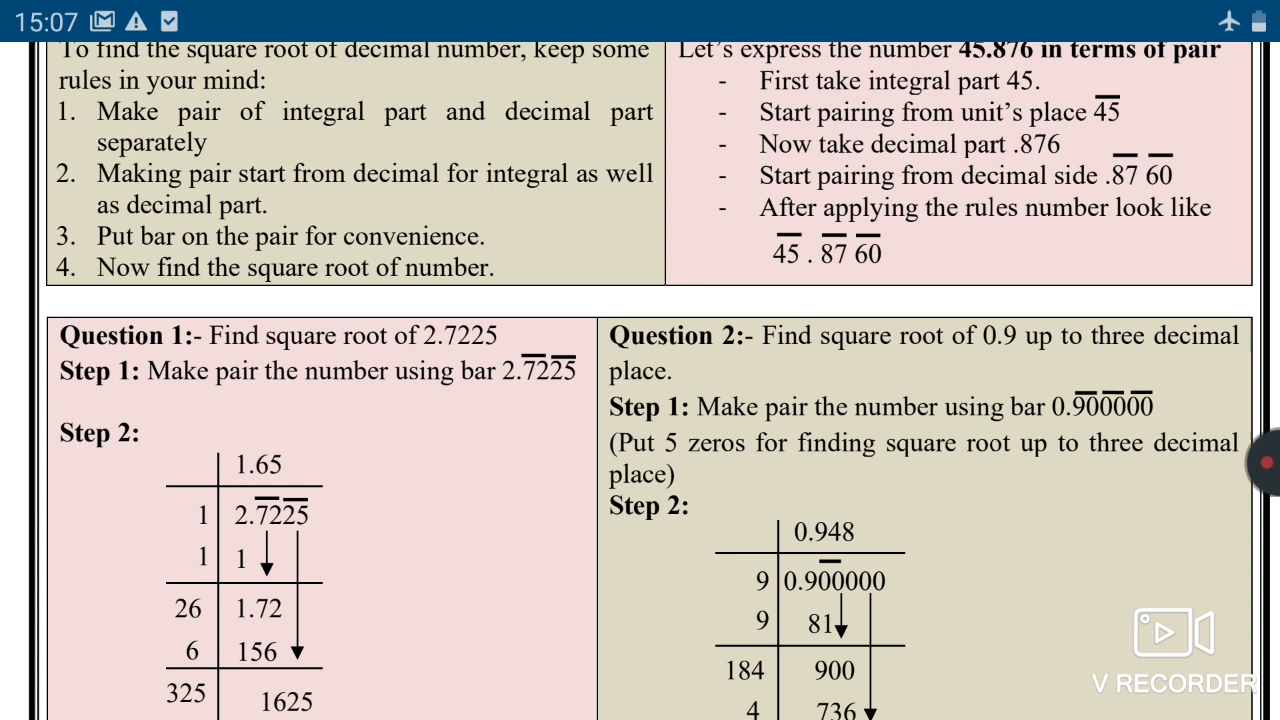 15:07
To find the square root of decimal number, keep some
rules in your mind:
1. Make pair of integral part and decimal part
separately
2. Making pair start from decimal for integral as well
as decimal part.
3. Put bar on the pair for convenience.
4. Now find the square root of number.
Let's express the number 45.876 in terms of pair
- First take integral part 45.
- Start pairing from unit's place 45
- Now take decimal part .876
- Start pairing from decimal side .87 60
- After applying the rules number look like
45 . 87 60
Question 1:- Find square root of 2.7225
Step 1: Make pair the number using bar 2.7225
Step 2:
1.65
1 2.7225
1 1
26 1.72
6 156
325 1625
Question 2:- Find square root of 0.9 up to three decimal
place.
Step 1: Make pair the number using bar 0.900000
(Put 5 zeros for finding square root up to three decimal
place)
Step 2:
0.948
9 0.900000
9 81
184 900
4 736
V RECORDER